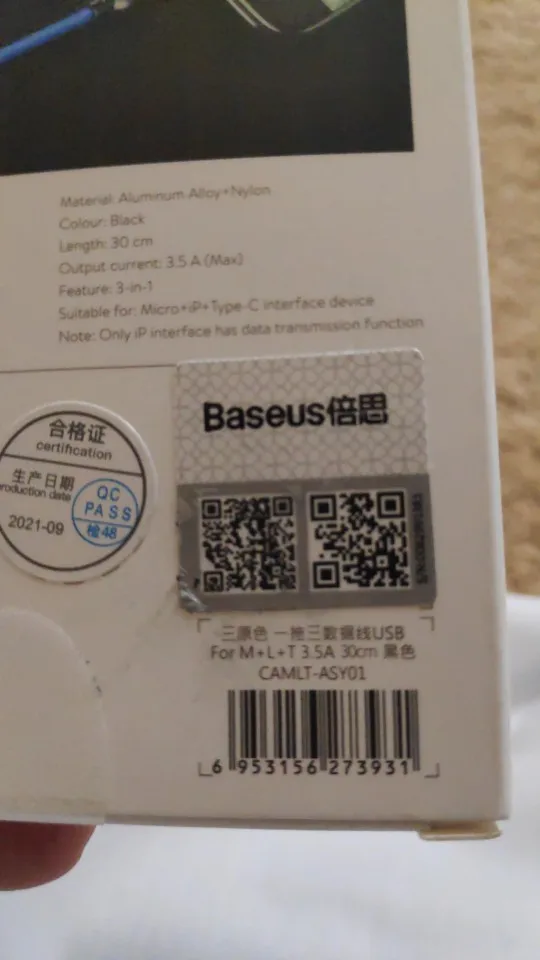 Material: Aluminum Alloy+Nylon
Colour: Black
Length: 30 cm
Output current: 3.5 A (Max)
Feature: 3-in-1
Suitable for: Micro+iP+Type-C interface device
Note: Only iP interface has data transmission function
合格证
certification
生产日期
production date
2021-09
QC
PASS
检48
Baseus倍思
三原色 一拖三数据线USB
For M+L+T 3.5A 30cm 黑色
CAMLT-ASY01
6 953156 273931